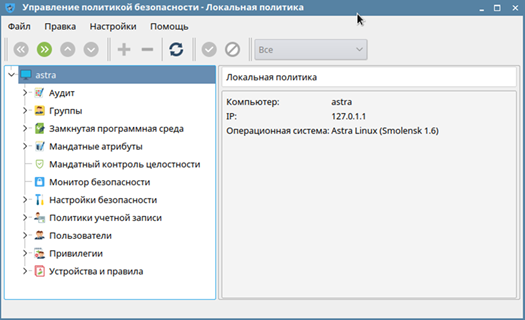 Управление политикой безопасности - Локальная политика
Файл Правка Настройки Помощь
Все
astra
Аудит
Группы
Замкнутая программная среда
Мандатные атрибуты
Мандатный контроль целостности
Монитор безопасности
Настройки безопасности
Политики учетной записи
Пользователи
Привилегии
Устройства и правила
Локальная политика
Компьютер: astra
IP: 127.0.1.1
Операционная система: Astra Linux (Smolensk 1.6)